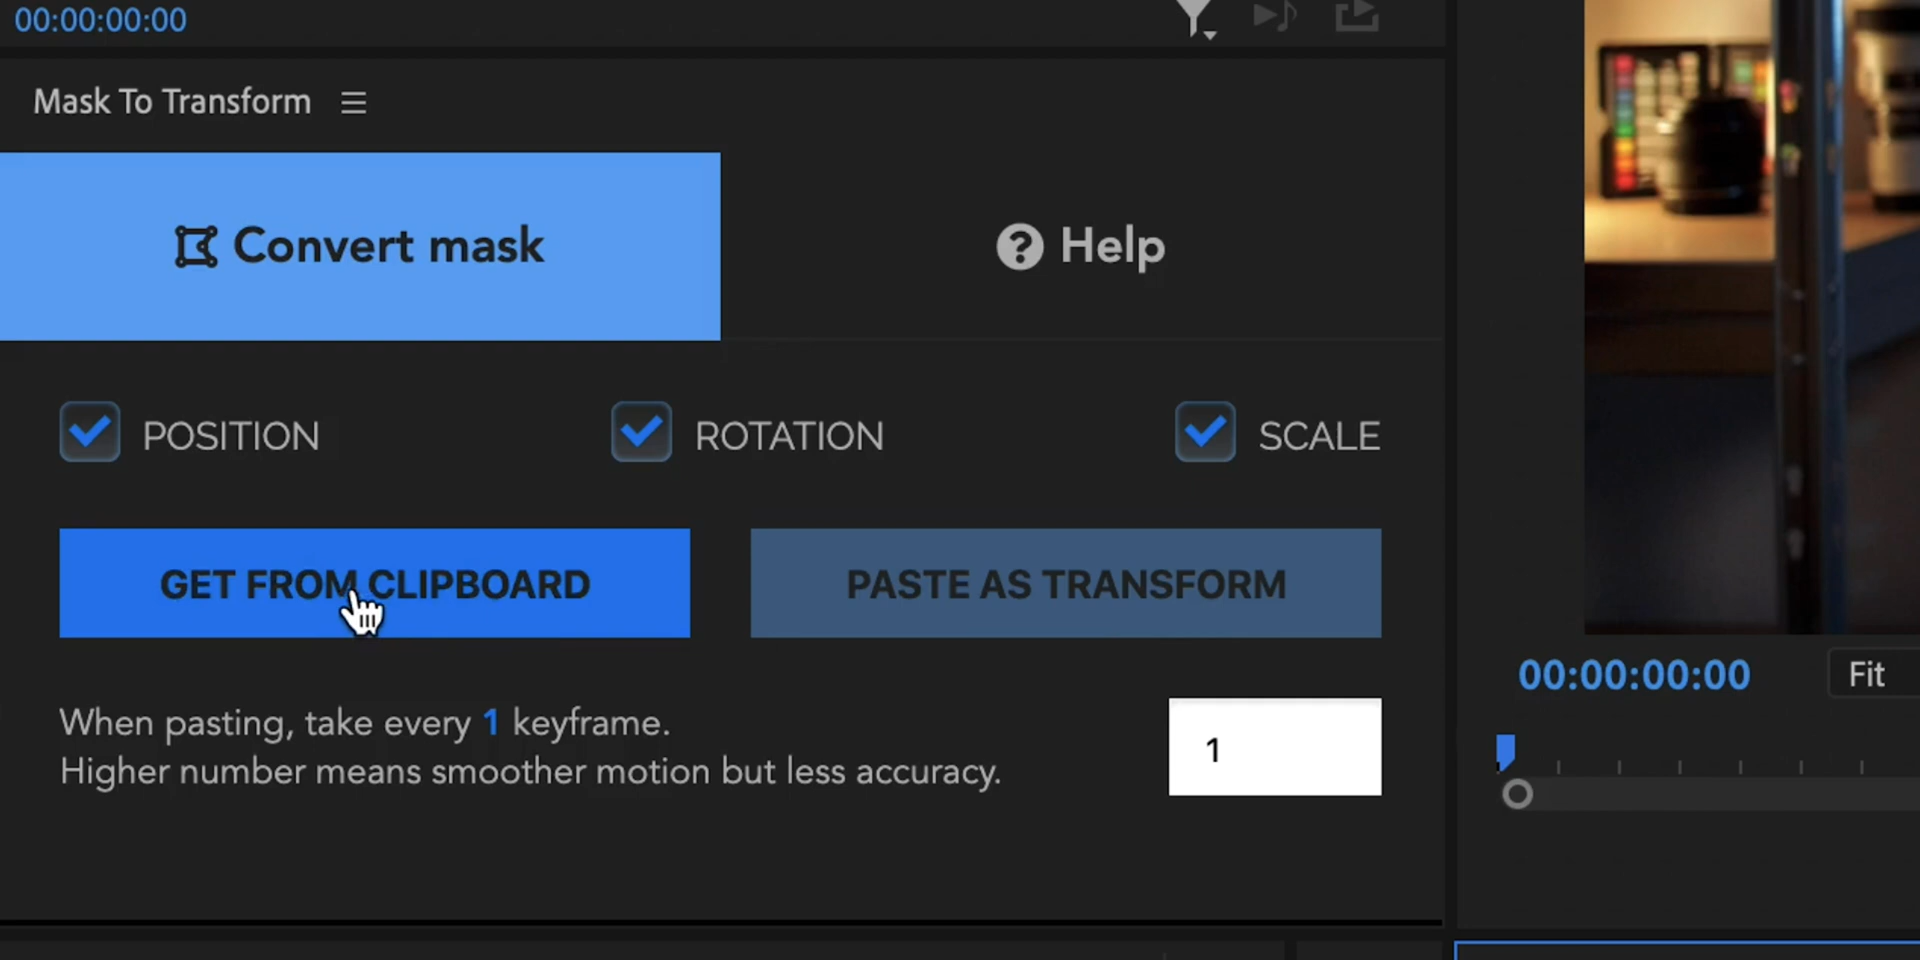 00:00:00:00
Mask To Transform
Convert mask
Help
POSITION
ROTATION
SCALE
GET FROM CLIPBOARD
PASTE AS TRANSFORM
When pasting, take every 1 keyframe.
Higher number means smoother motion but less accuracy.
1
00:00:00:00
Fit